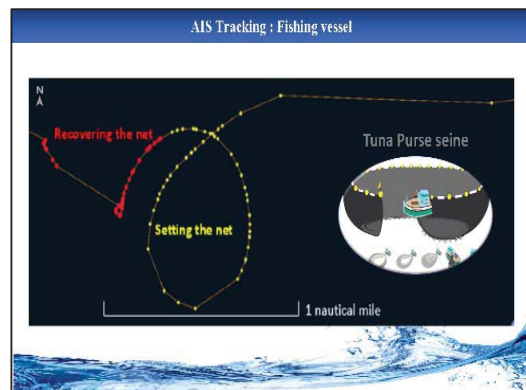 AIS Tracking : Fishing vessel
N
Recovering the net
Tuna Purse seine
Setting the net
1 nautical mile